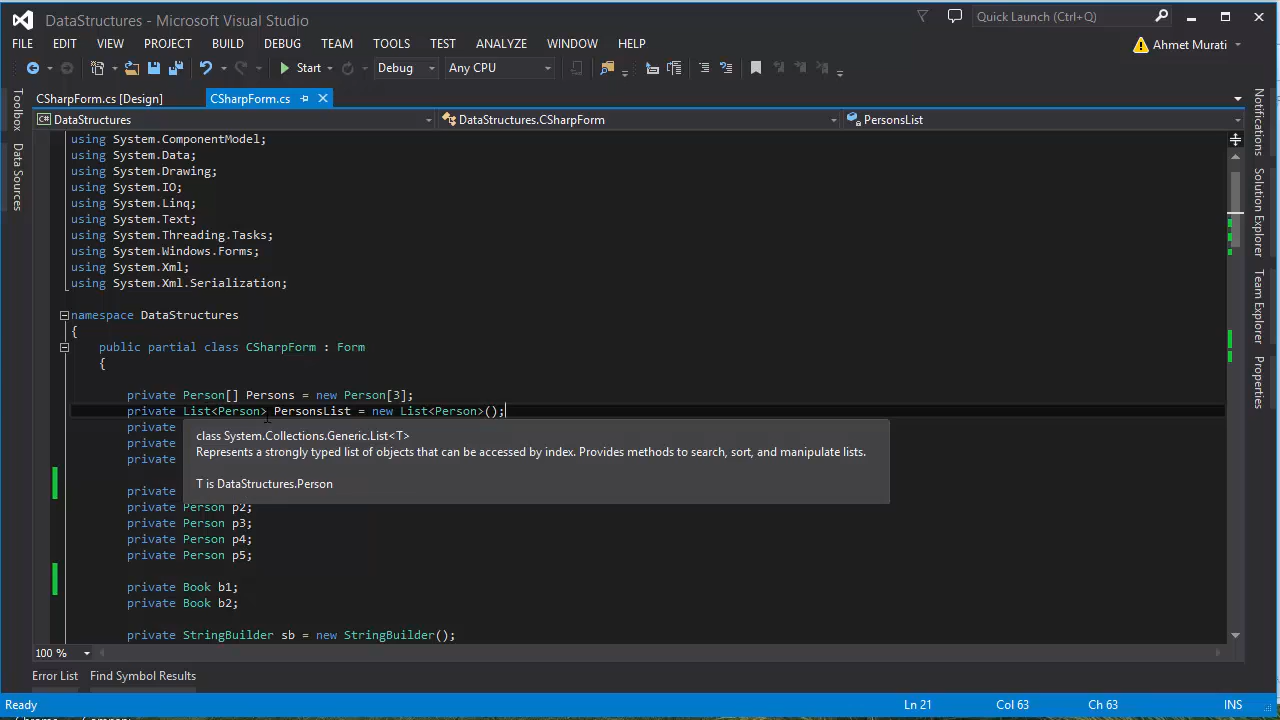 DataStructures - Microsoft Visual Studio
Quick Launch (Ctrl+Q)
FILE EDIT VIEW PROJECT BUILD DEBUG TEAM TOOLS TEST ANALYZE WINDOW HELP
Ahmet Murati
Start Debug Any CPU
CSharpForm.cs [Design] CSharpForm.cs
DataStructures DataStructures.CSharpForm PersonsList
Toolbox
Data Sources
using System.ComponentModel;
using System.Data;
using System.Drawing;
using System.IO;
using System.Linq;
using System.Text;
using System.Threading.Tasks;
using System.Windows.Forms;
using System.Xml;
using System.Xml.Serialization;
namespace DataStructures
{
public partial class CSharpForm : Form
{
private Person[] Persons = new Person[3];
private List<Person> PersonsList = new List<Person>();
private
class System.Collections.Generic.List<T>
private
Represents a strongly typed list of objects that can be accessed by index. Provides methods to search, sort, and manipulate lists.
private
T is DataStructures.Person
private
private Person p2;
private Person p3;
private Person p4;
private Person p5;
private Book b1;
private Book b2;
private StringBuilder sb = new StringBuilder();
Notifications
Solution Explorer
Team Explorer
Properties
100 %
Error List Find Symbol Results
Ready Ln 21 Col 63 Ch 63 INS